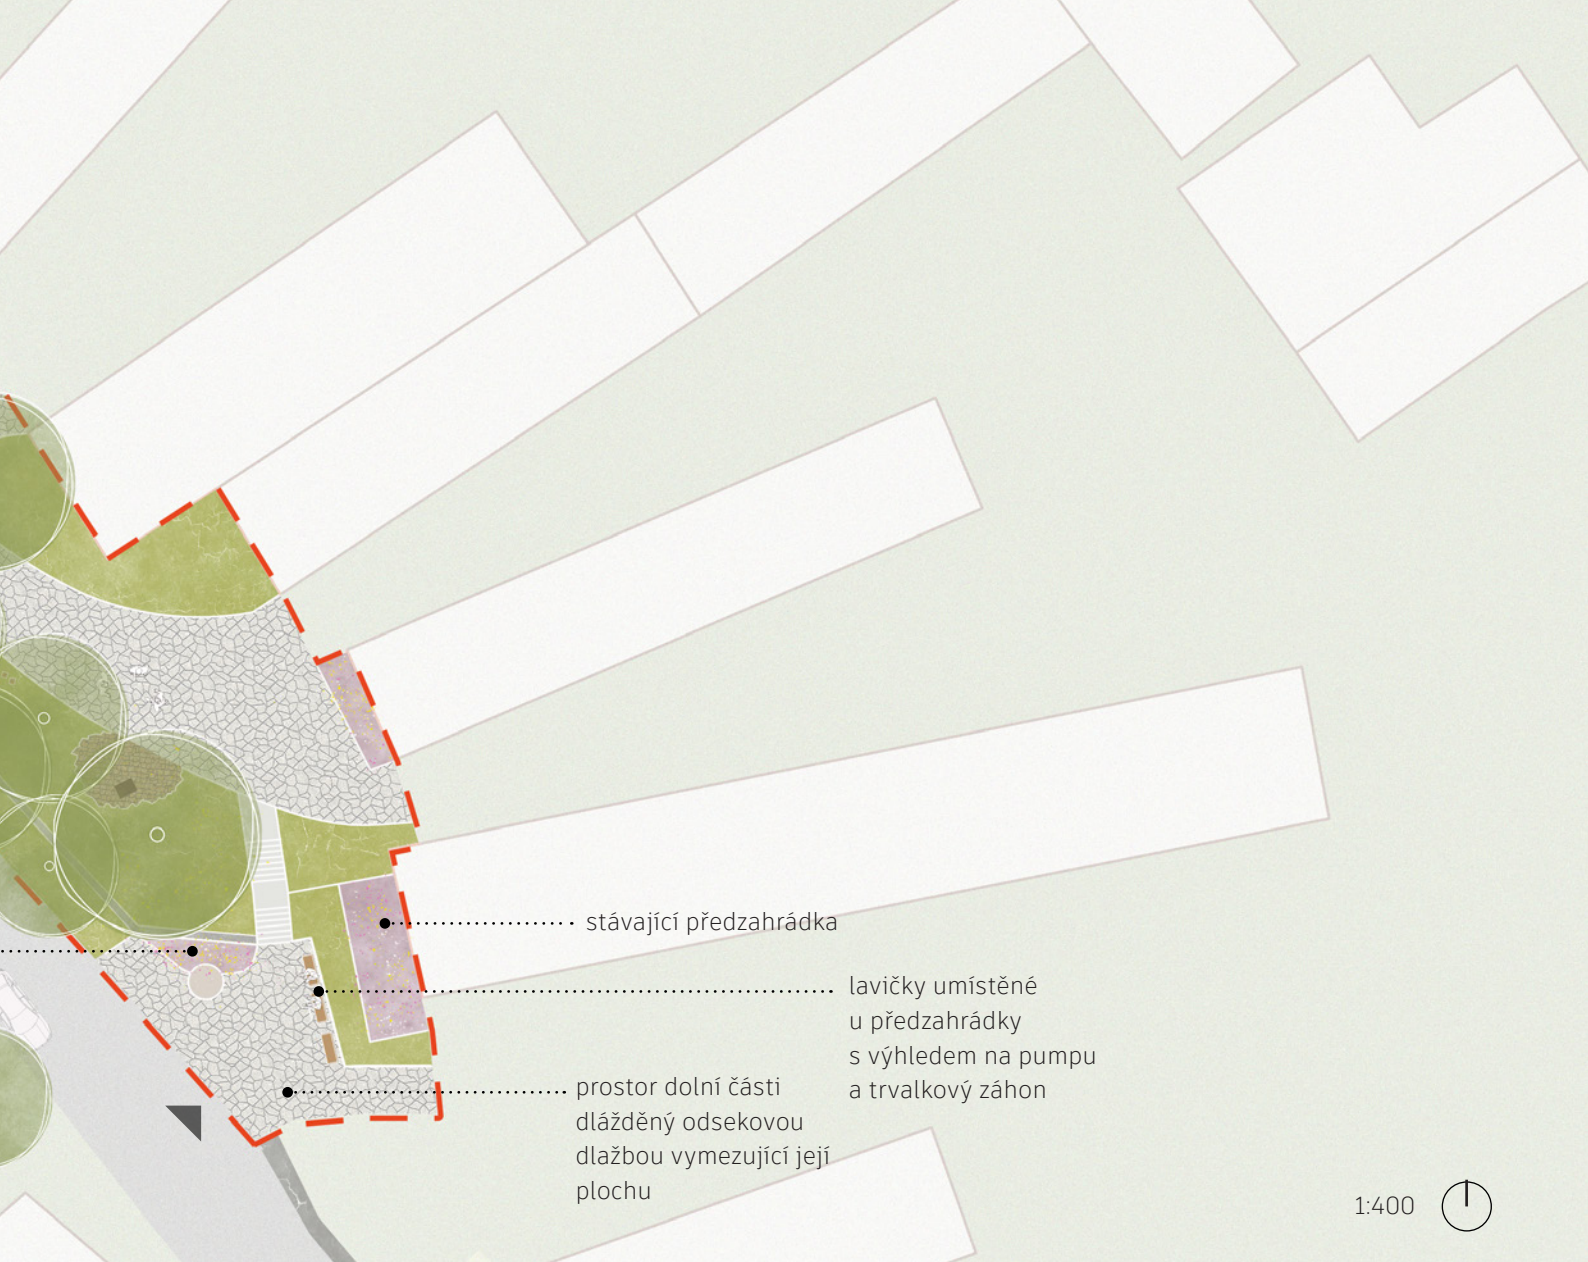 stávající předzahrádka
lavičky umístěné
u předzahrádky
s výhledem na pumpu
a trvalkový záhon
prostor dolní části
dlážděný odsekovou
dlažbou vymezující její
plochu
1:400